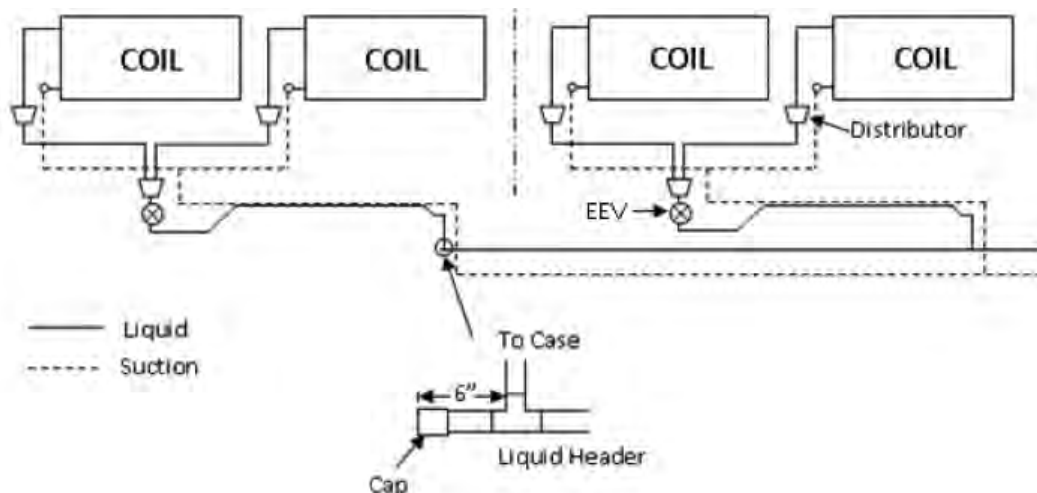 COIL
COIL
COIL
COIL
Distributor
EEV
Liquid
Suction
To Case
6”
Liquid Header
Cap